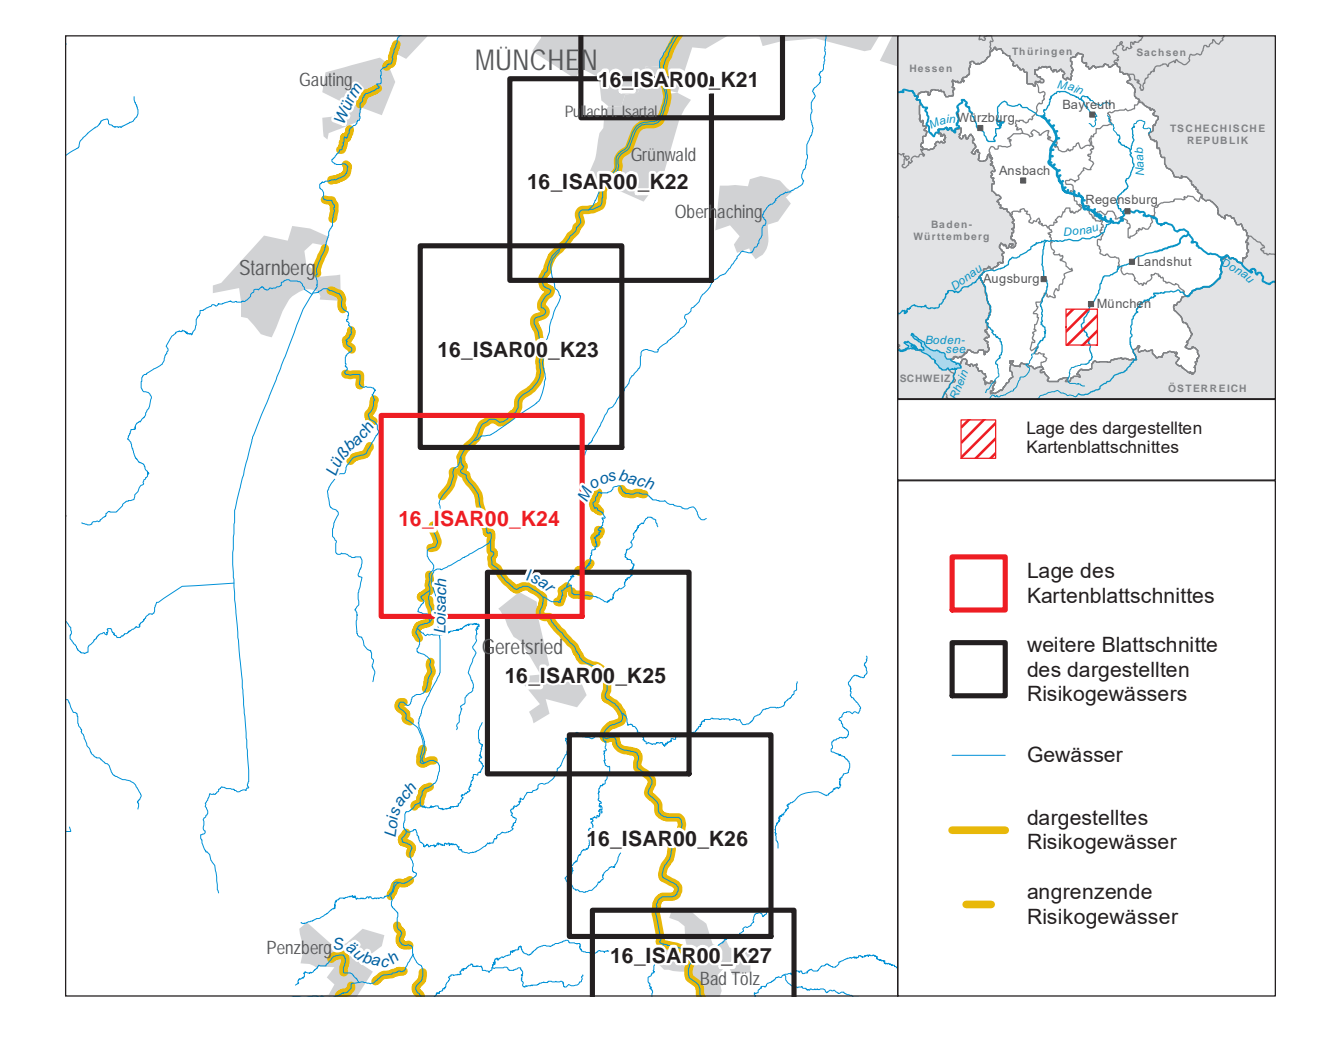 MÜNCHEN
Gauting
16_ISAR00_K21
Würm
Pullach i. Isartal
Grünwald
16_ISAR00_K22
Oberhaching
Starnberg
16_ISAR00_K23
Lüßbach
Moosbach
16_ISAR00_K24
Isar
Loisach
Geretsried
16_ISAR00_K25
Loisach
16_ISAR00_K26
Penzberg
Säubach
16_ISAR00_K27
Bad Tölz
Thüringen
Sachsen
Hessen
Main
Bayreuth
Main
Würzburg
TSCHECHISCHE
REPUBLIK
Naab
Ansbach
Regensburg
Baden-
Württemberg
Donau
Landshut
Donau
Augsburg
Donau
München
Boden-
see
SCHWEIZ
Rhein
ÖSTERREICH
Lage des dargestellten
Kartenblattschnittes
Lage des
Kartenblattschnittes
weitere Blattschnitte
des dargestellten
Risikogewässers
Gewässer
dargestelltes
Risikogewässer
angrenzende
Risikogewässer